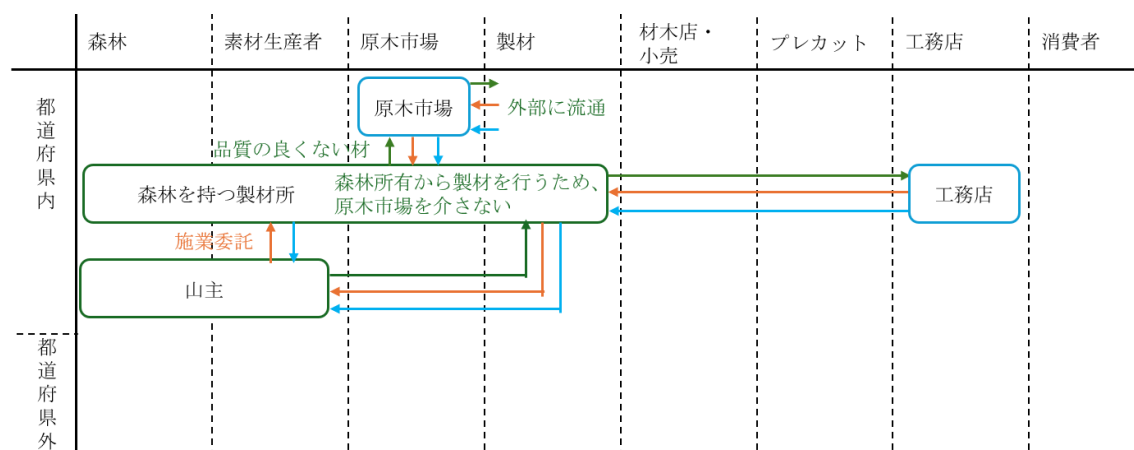 森林
素材生産者
原木市場
製材
材木店・
小売
プレカット
工務店
消費者
都道府県内
原木市場
外部に流通
品質の良くない材
森林を持つ製材所
森林所有から製材を行うため、
原木市場を介さない
工務店
施業委託
山主
都道府県外